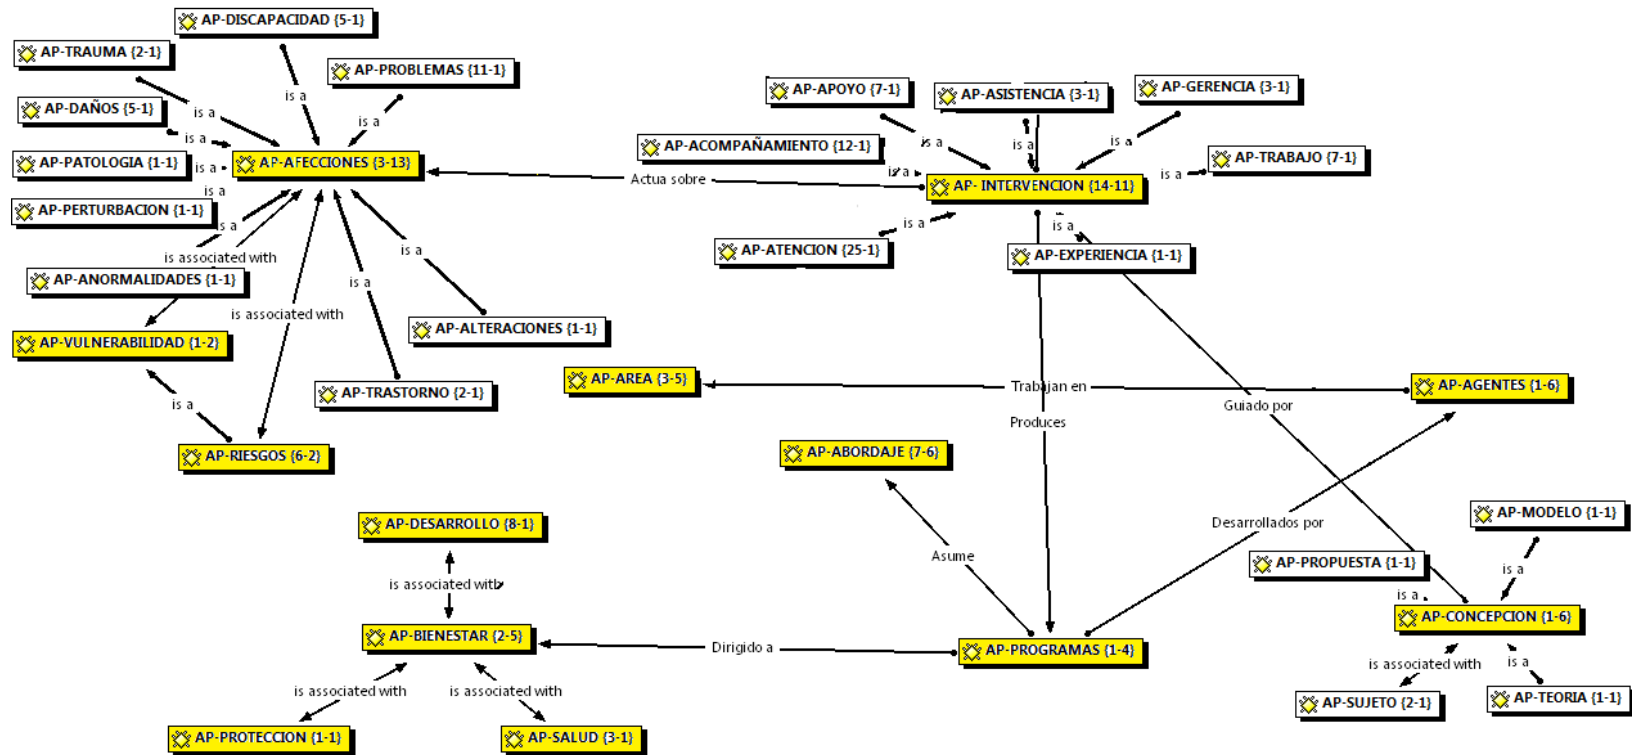 AP-DISCAPACIDAD {5-1}
AP-TRAUMA {2-1}
AP-PROBLEMAS {11-1}
is a
is a
AP-DAÑOS {5-1}
is a
is a
AP-PATOLOGIA {1-1}
AP-AFECCIONES {3-13}
is a
is a
AP-PERTURBACION {1-1}
is a
is associated with
is a
AP-ANORMALIDADES {1-1}
is a
is associated with
AP-ALTERACIONES {1-1}
AP-VULNERABILIDAD {1-2}
AP-TRASTORNO {2-1}
is a
AP-RIESGOS {6-2}
AP-APOYO {7-1}
AP-ASISTENCIA {3-1}
AP-GERENCIA {3-1}
AP-ACOMPAÑAMIENTO {12-1}
is a
is a
is a
AP-TRABAJO {7-1}
is a
is a
Actua sobre
AP- INTERVENCION {14-11}
is a
is a
AP-ATENCION {25-1}
AP-EXPERIENCIA {1-1}
AP-AREA {3-5}
Trabajan en
AP-AGENTES {1-6}
Guiado por
Produces
AP-ABORDAJE {7-6}
AP-DESARROLLO {8-1}
AP-MODELO {1-1}
Desarrollados por
Asume
is associated with
AP-PROPUESTA {1-1}
is a
is a
AP-CONCEPCION {1-6}
AP-BIENESTAR {2-5}
Dirigido a
AP-PROGRAMAS {1-4}
is associated with
is a
is associated with
is associated with
AP-SUJETO {2-1}
AP-TEORIA {1-1}
AP-PROTECCION {1-1}
AP-SALUD {3-1}